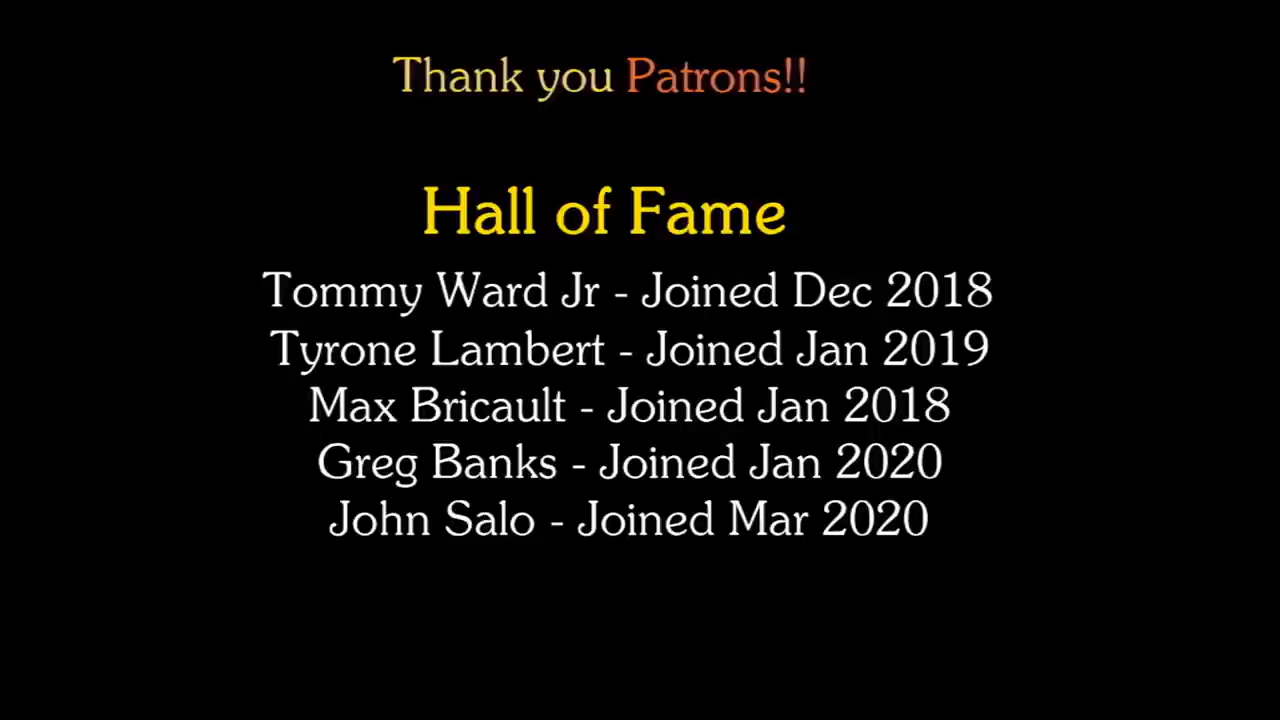 Thank you Patrons!!
Hall of Fame
Tommy Ward Jr - Joined Dec 2018
Tyrone Lambert - Joined Jan 2019
Max Bricault - Joined Jan 2018
Greg Banks - Joined Jan 2020
John Salo - Joined Mar 2020